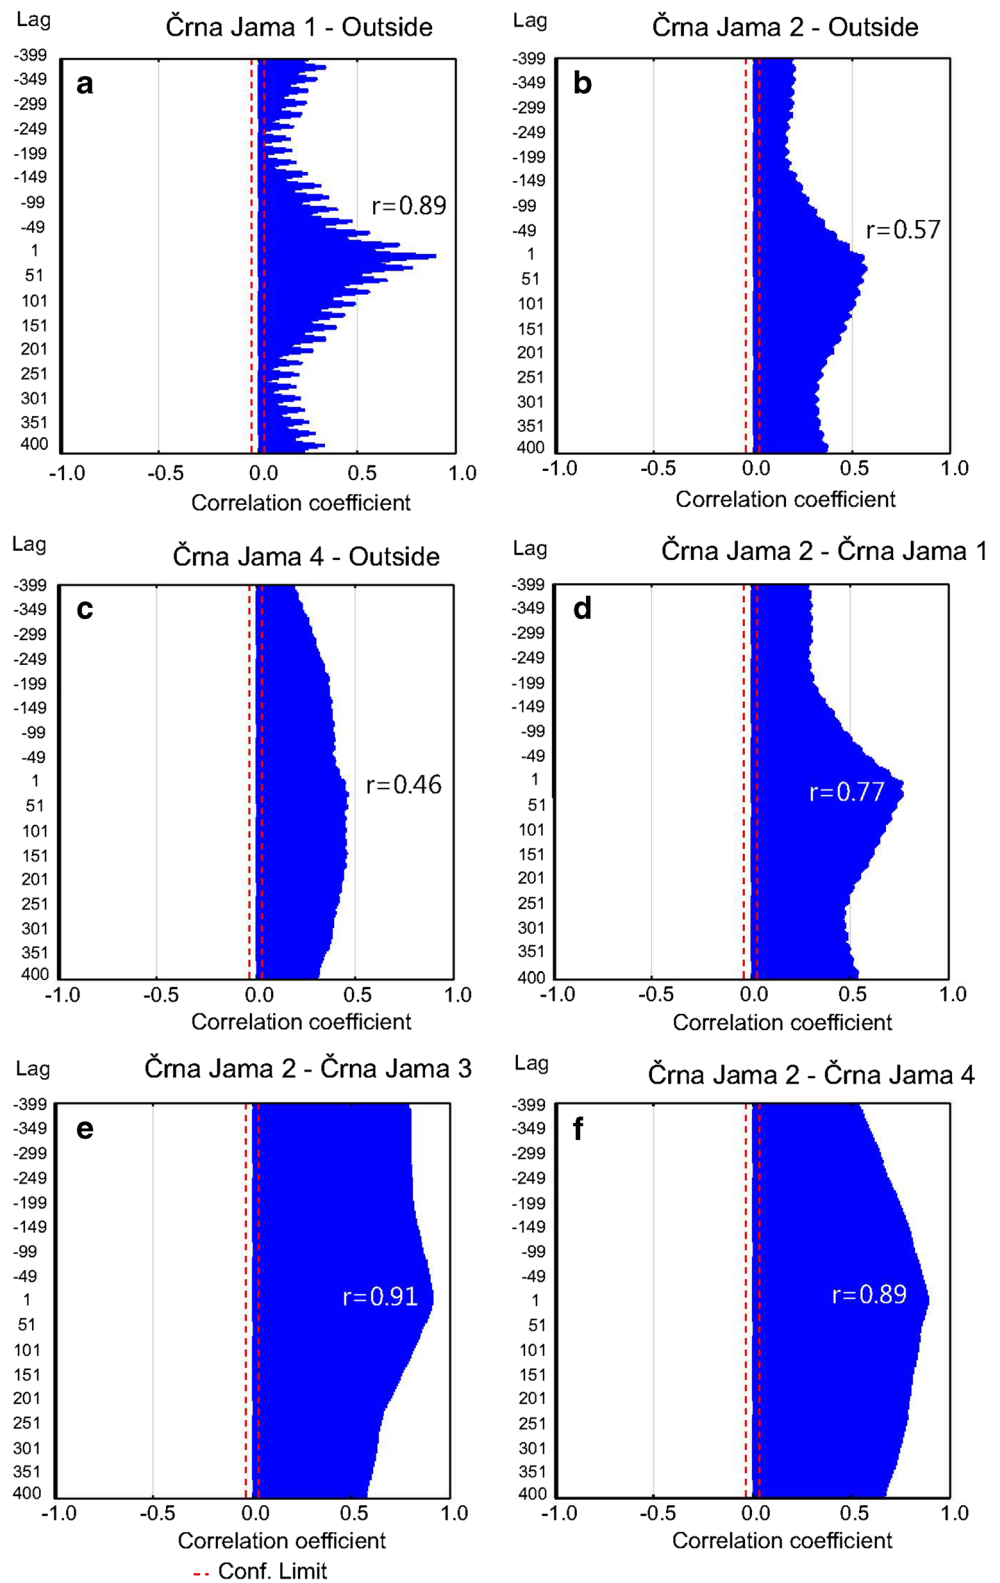 Lag
Črna Jama 1 - Outside
a
-399
-349
-299
-249
-199
-149
-99
-49
1
51
101
151
201
251
301
351
400
r=0.89
-1.0 -0.5 0.0 0.5 1.0
Correlation coefficient
Lag
Črna Jama 2 - Outside
b
-399
-349
-299
-249
-199
-149
-99
-49
1
51
101
151
201
251
301
351
400
r=0.57
-1.0 -0.5 0.0 0.5 1.0
Correlation coefficient
Lag
Črna Jama 4 - Outside
c
-399
-349
-299
-249
-199
-149
-99
-49
1
51
101
151
201
251
301
351
400
r=0.46
-1.0 -0.5 0.0 0.5 1.0
Correlation coefficient
Lag
Črna Jama 2 - Črna Jama 1
d
-399
-349
-299
-249
-199
-149
-99
-49
1
51
101
151
201
251
301
351
400
r=0.77
-1.0 -0.5 0.0 0.5 1.0
Correlation coefficient
Lag
Črna Jama 2 - Črna Jama 3
e
-399
-349
-299
-249
-199
-149
-99
-49
1
51
101
151
201
251
301
351
400
r=0.91
-1.0 -0.5 0.0 0.5 1.0
Correlation oefficient
-- Conf. Limit
Lag
Črna Jama 2 - Črna Jama 4
f
-399
-349
-299
-249
-199
-149
-99
-49
1
51
101
151
201
251
301
351
400
r=0.89
-1.0 -0.5 0.0 0.5 1.0
Correlation coefficient